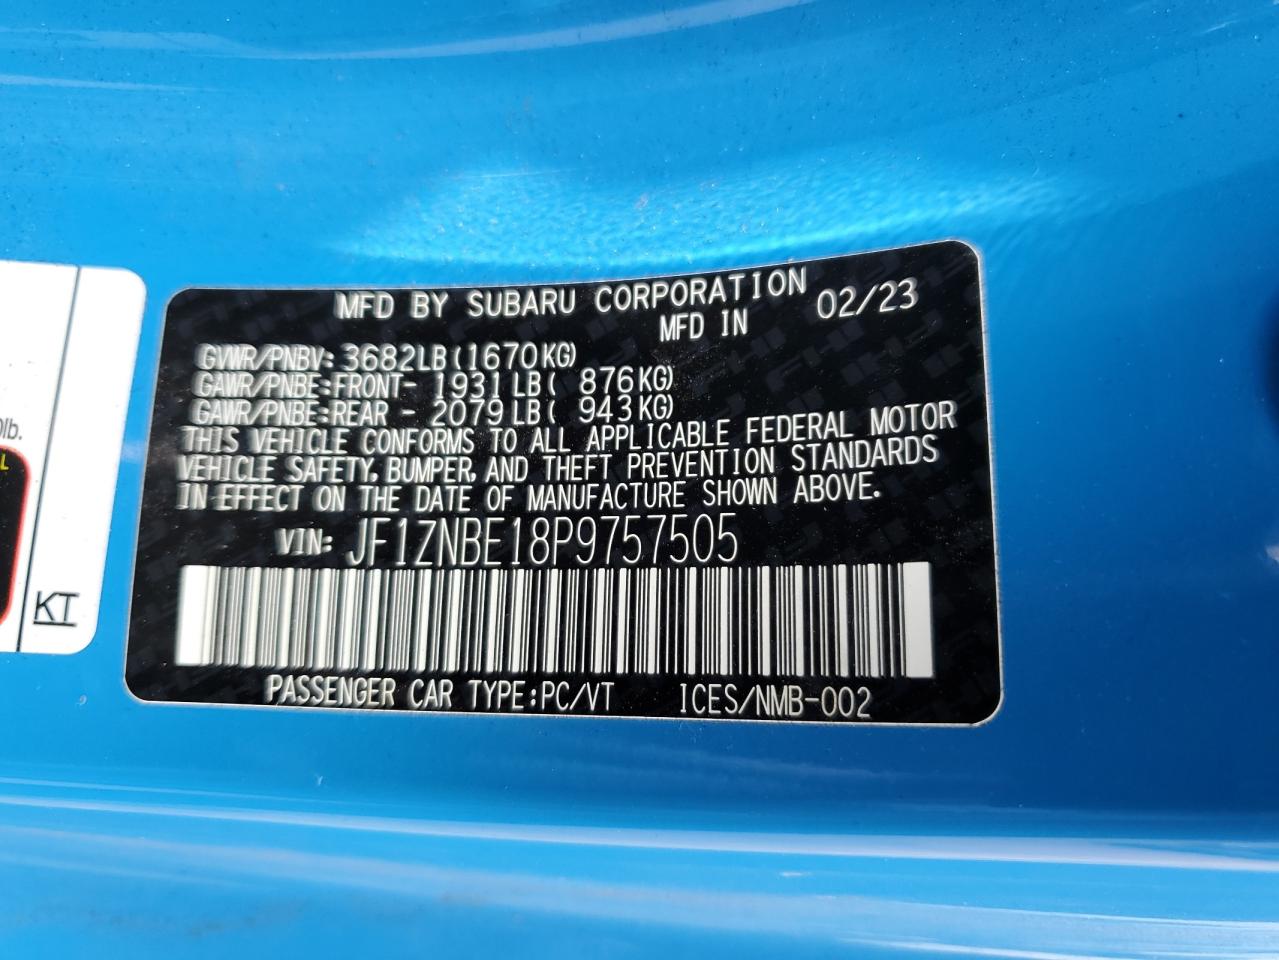 MFD BY SUBARU CORPORATION
MFD IN 02/23
GVWR/PNBV: 3682LB(1670KG)
GAWR/PNBE:FRONT- 1931LB( 876KG)
GAWR/PNBE:REAR - 2079LB( 943KG)
THIS VEHICLE CONFORMS TO ALL APPLICABLE FEDERAL MOTOR
VEHICLE SAFETY, BUMPER, AND THEFT PREVENTION STANDARDS
IN EFFECT ON THE DATE OF MANUFACTURE SHOWN ABOVE.
VIN: JF1ZNBE18P9757505
PASSENGER CAR TYPE:PC/VT ICES/NMB-002
lb.
L
KT